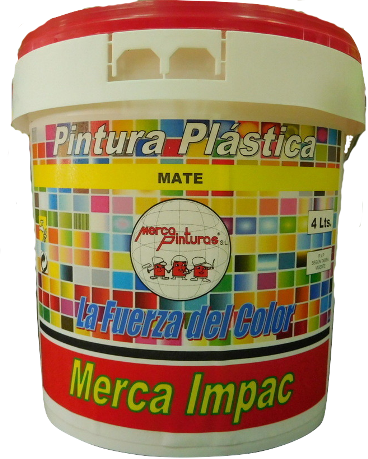 Pintura Plástica
MATE
Merca Pinturas S.L
4 Lts.
La Fuerza del Color
Merca Impac